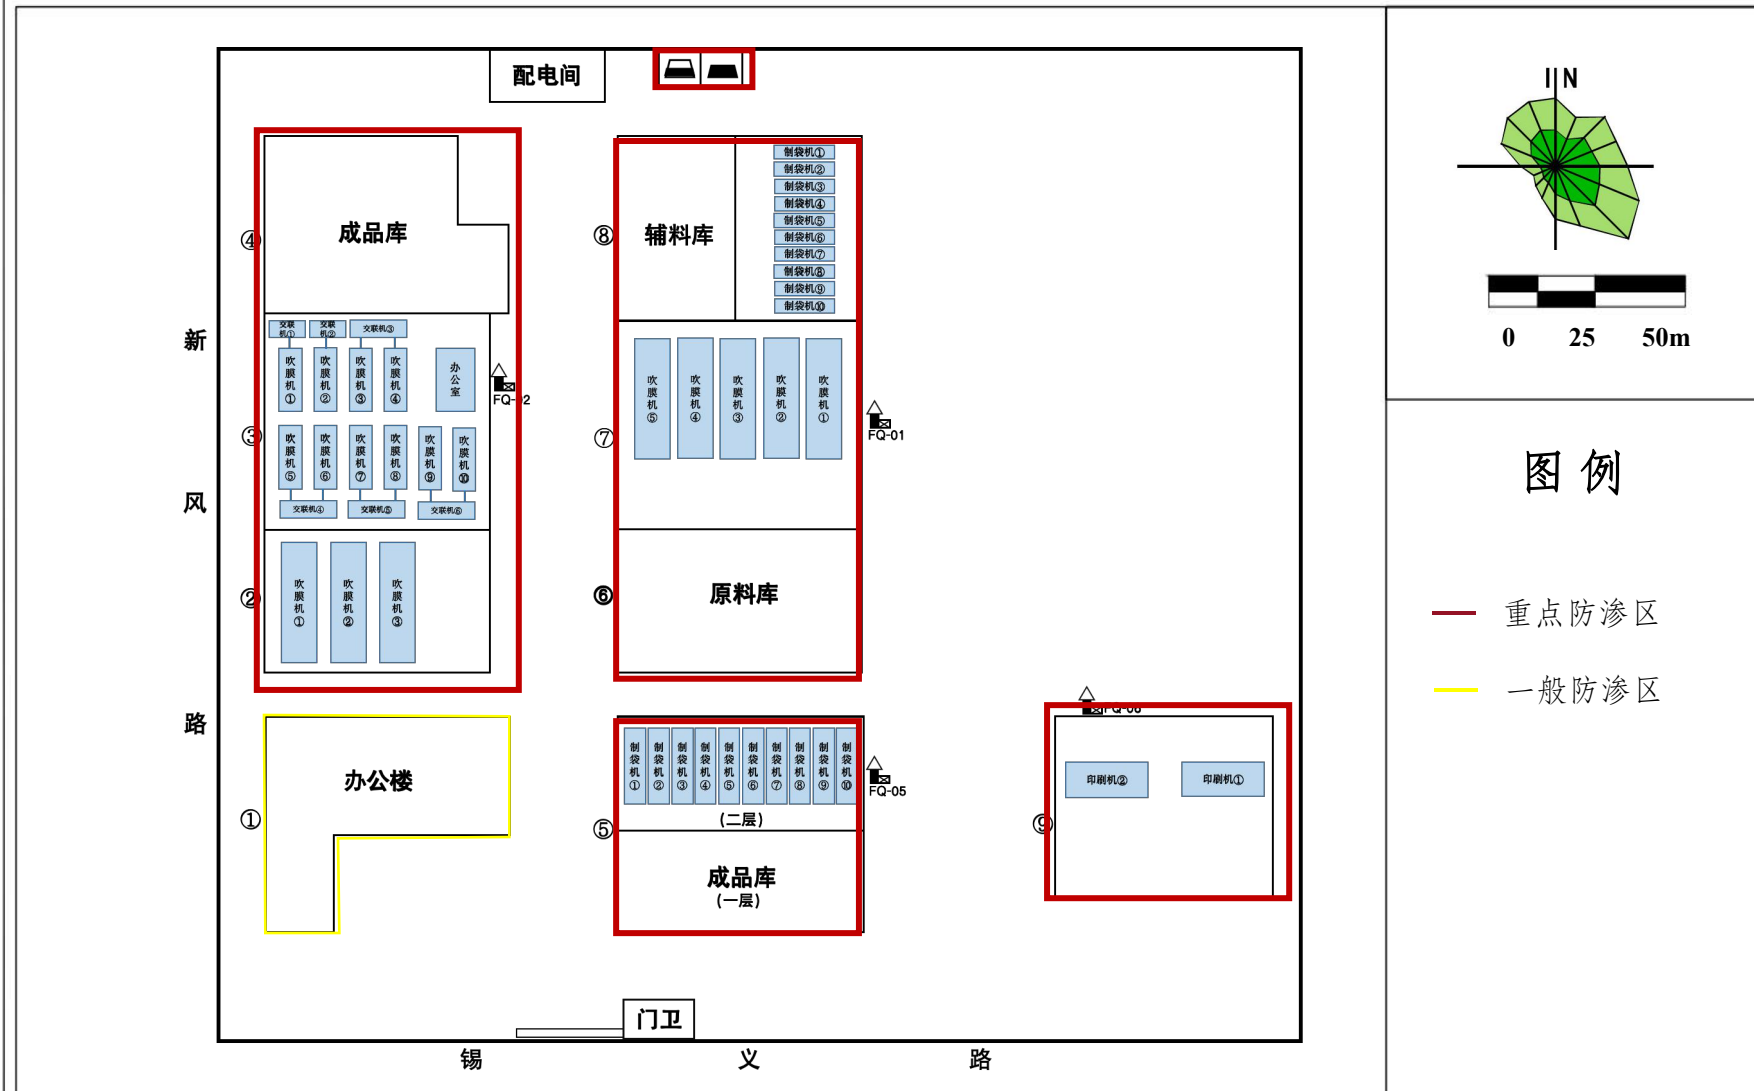 配电间
N
0 25 50m
图例
重点防渗区
一般防渗区
新
风
路
④
成品库
交联机①
交联机②
交联机③
吹膜机①
吹膜机②
吹膜机③
吹膜机④
办公室
FQ-02
③
吹膜机⑤
吹膜机⑥
吹膜机⑦
吹膜机⑧
吹膜机⑨
吹膜机⑩
交联机④
交联机⑤
交联机⑥
②
吹膜机①
吹膜机②
吹膜机③
①
办公楼
⑧
辅料库
制袋机①
制袋机②
制袋机③
制袋机④
制袋机⑤
制袋机⑥
制袋机⑦
制袋机⑧
制袋机⑨
制袋机⑩
⑦
吹膜机⑤
吹膜机④
吹膜机③
吹膜机②
吹膜机①
FQ-01
⑥
原料库
制袋机①
制袋机②
制袋机③
制袋机④
制袋机⑤
制袋机⑥
制袋机⑦
制袋机⑧
制袋机⑨
制袋机⑩
(二层)
FQ-05
⑤
成品库
(一层)
印刷机②
印刷机①
⑨
门卫
锡 义 路